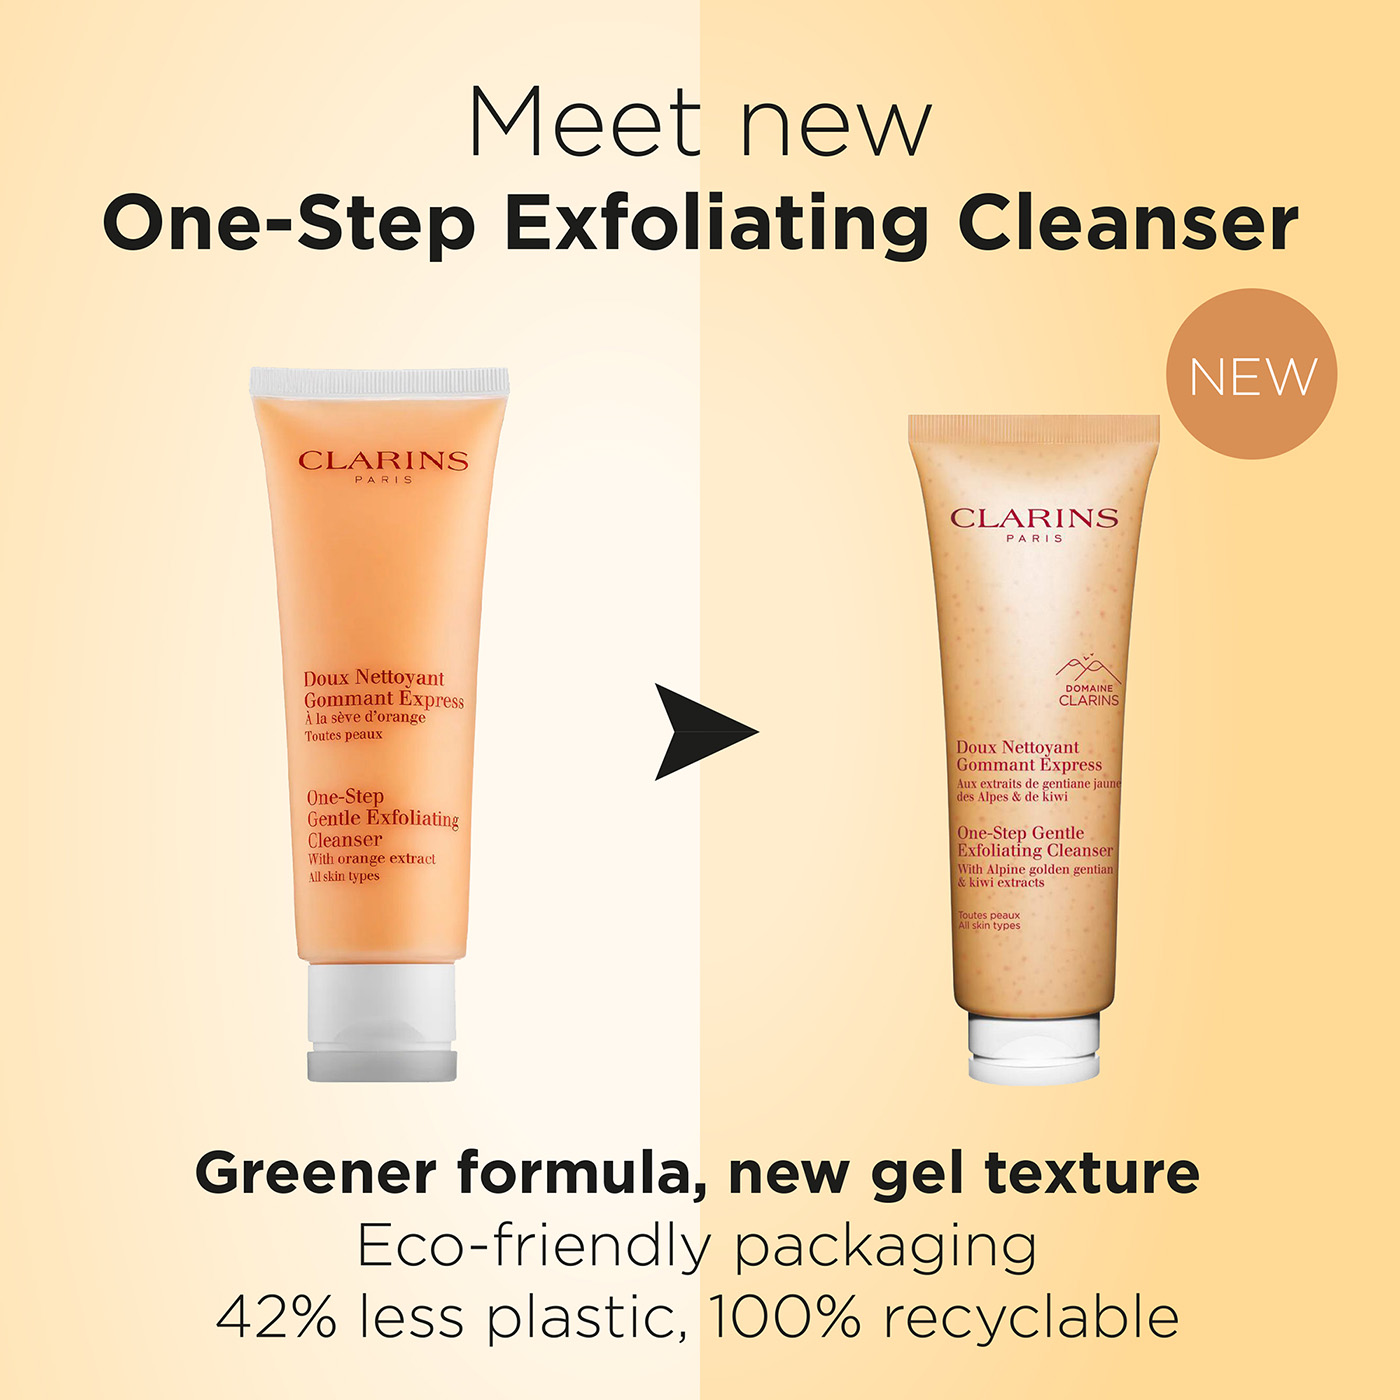 Meet new
One-Step Exfoliating Cleanser
NEW
CLARINS
PARIS
Doux Nettoyant
Gommant Express
À la sève d'orange
Toutes peaux
One-Step
Gentle Exfoliating
Cleanser
With orange extract
All skin types
CLARINS
PARIS
DOMAINE
CLARINS
Doux Nettoyant
Gommant Express
Aux extraits de gentiane jaune
des Alpes & de kiwi
One-Step Gentle
Exfoliating Cleanser
With Alpine golden gentian
& kiwi extracts
Toutes peaux
All skin types
Greener formula, new gel texture
Eco-friendly packaging
42% less plastic, 100% recyclable